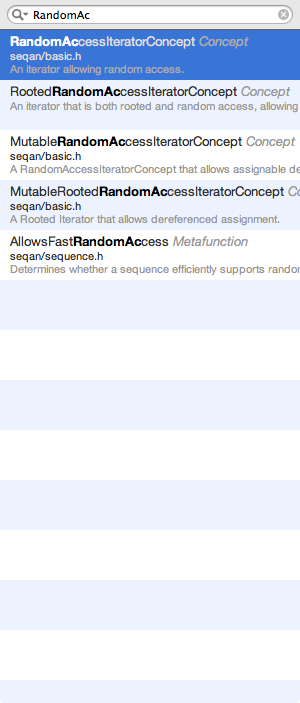 RandomAc
RandomAccessIteratorConcept Concept
seqan/basic.h
An iterator allowing random access.
RootedRandomAccessIteratorConcept Concept
An iterator that is both rooted and random access, allowing
MutableRandomAccessIteratorConcept Concept
seqan/basic.h
A RandomAccessIteratorConcept that allows assignable de
MutableRootedRandomAccessIteratorConcept Co
seqan/basic.h
A Rooted Iterator that allows dereferenced assignment.
AllowsFastRandomAccess Metafunction
seqan/sequence.h
Determines whether a sequence efficiently supports rando